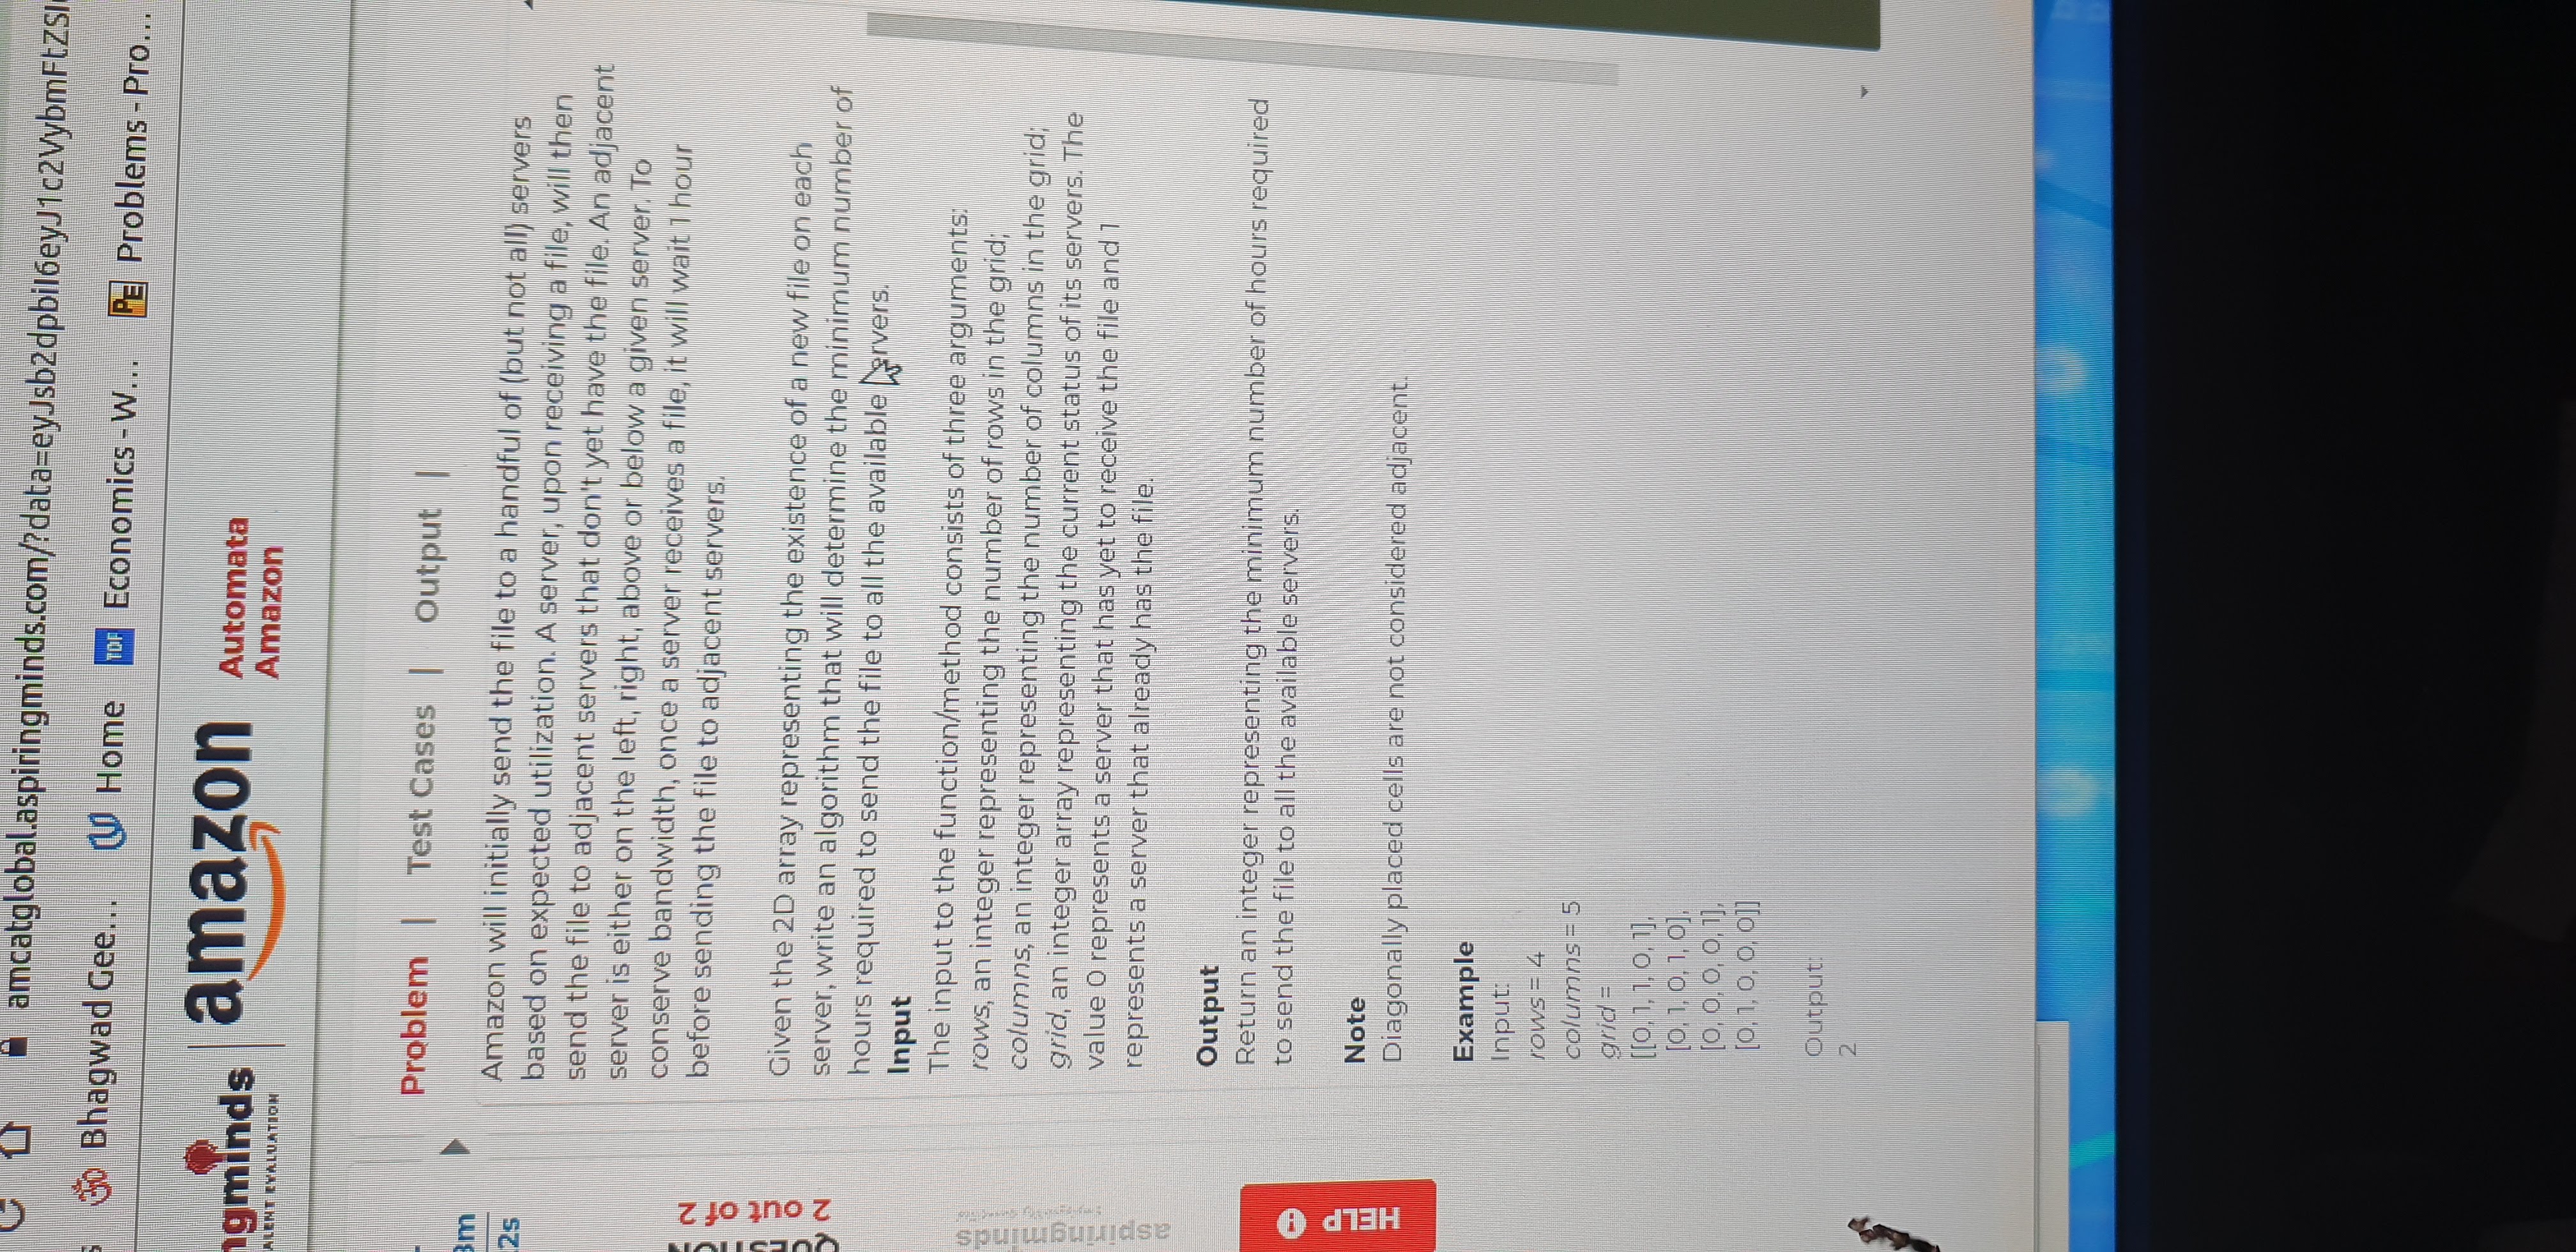 amcatglobal.aspiringminds.com/?data=eyJsb2dpbiI6eyJ1c2VybmFtZSI
Bhagwad Gee... Home TDF Economics - W... PE Problems - Pro...
ngminds
ALENT EVALUATION
amazon
Automata
Amazon
Problem | Test Cases | Output |
3m
2s
QUESTION
2 out of 2
aspiringminds
HELP
Amazon will initially send the file to a handful of (but not all) servers
based on expected utilization. A server, upon receiving a file, will then
send the file to adjacent servers that don't yet have the file. An adjacent
server is either on the left, right, above or below a given server. To
conserve bandwidth, once a server receives a file, it will wait 1 hour
before sending the file to adjacent servers.
Given the 2D array representing the existence of a new file on each
server, write an algorithm that will determine the minimum number of
hours required to send the file to all the available servers.
Input
The input to the function/method consists of three arguments:
rows, an integer representing the number of rows in the grid;
columns, an integer representing the number of columns in the grid;
grid, an integer array representing the current status of its servers. The
value 0 represents a server that has yet to receive the file and 1
represents a server that already has the file.
Output
Return an integer representing the minimum number of hours required
to send the file to all the available servers.
Note
Diagonally placed cells are not considered adjacent.
Example
Input:
rows = 4
columns = 5
grid =
[[0, 1, 1, 0, 1],
[0, 1, 0, 1, 0],
[0, 0, 0, 0, 1],
[0, 1, 0, 0, 0]]
Output:
2